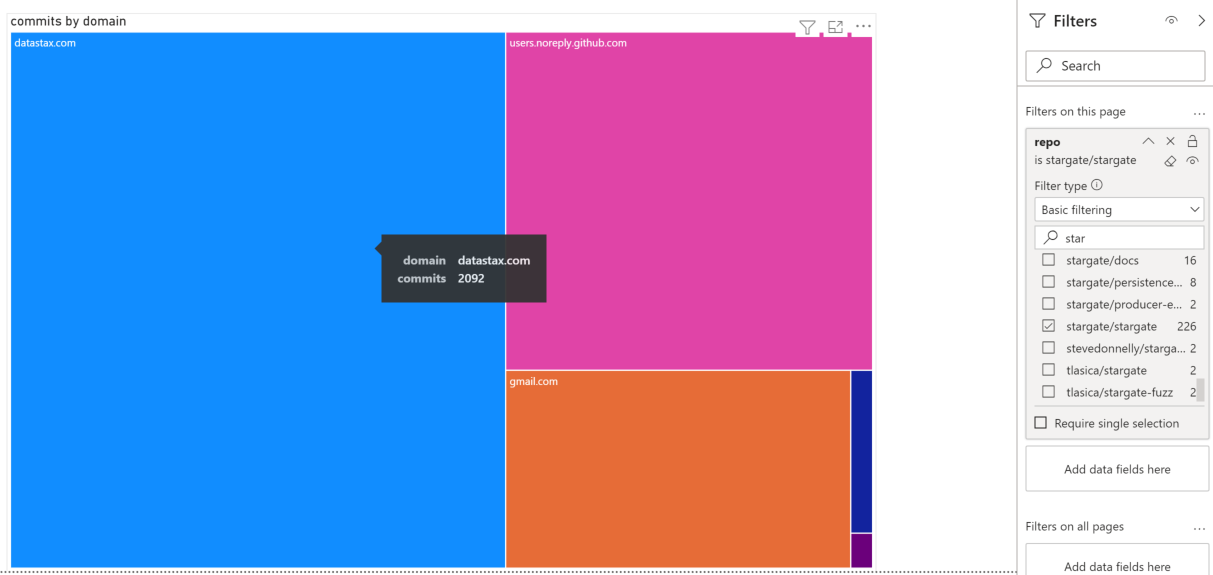 commits by domain
datastax.com
users.noreply.github.com
domain datastax.com
commits 2092
gmail.com
Filters
Search
Filters on this page
repo
is stargate/stargate
Filter type
Basic filtering
star
stargate/docs 16
stargate/persistence... 8
stargate/producer-e... 2
stargate/stargate 226
stevedonnelly/starga... 2
tlasica/stargate 2
tlasica/stargate-fuzz 2
Require single selection
Add data fields here
Filters on all pages
Add data fields here